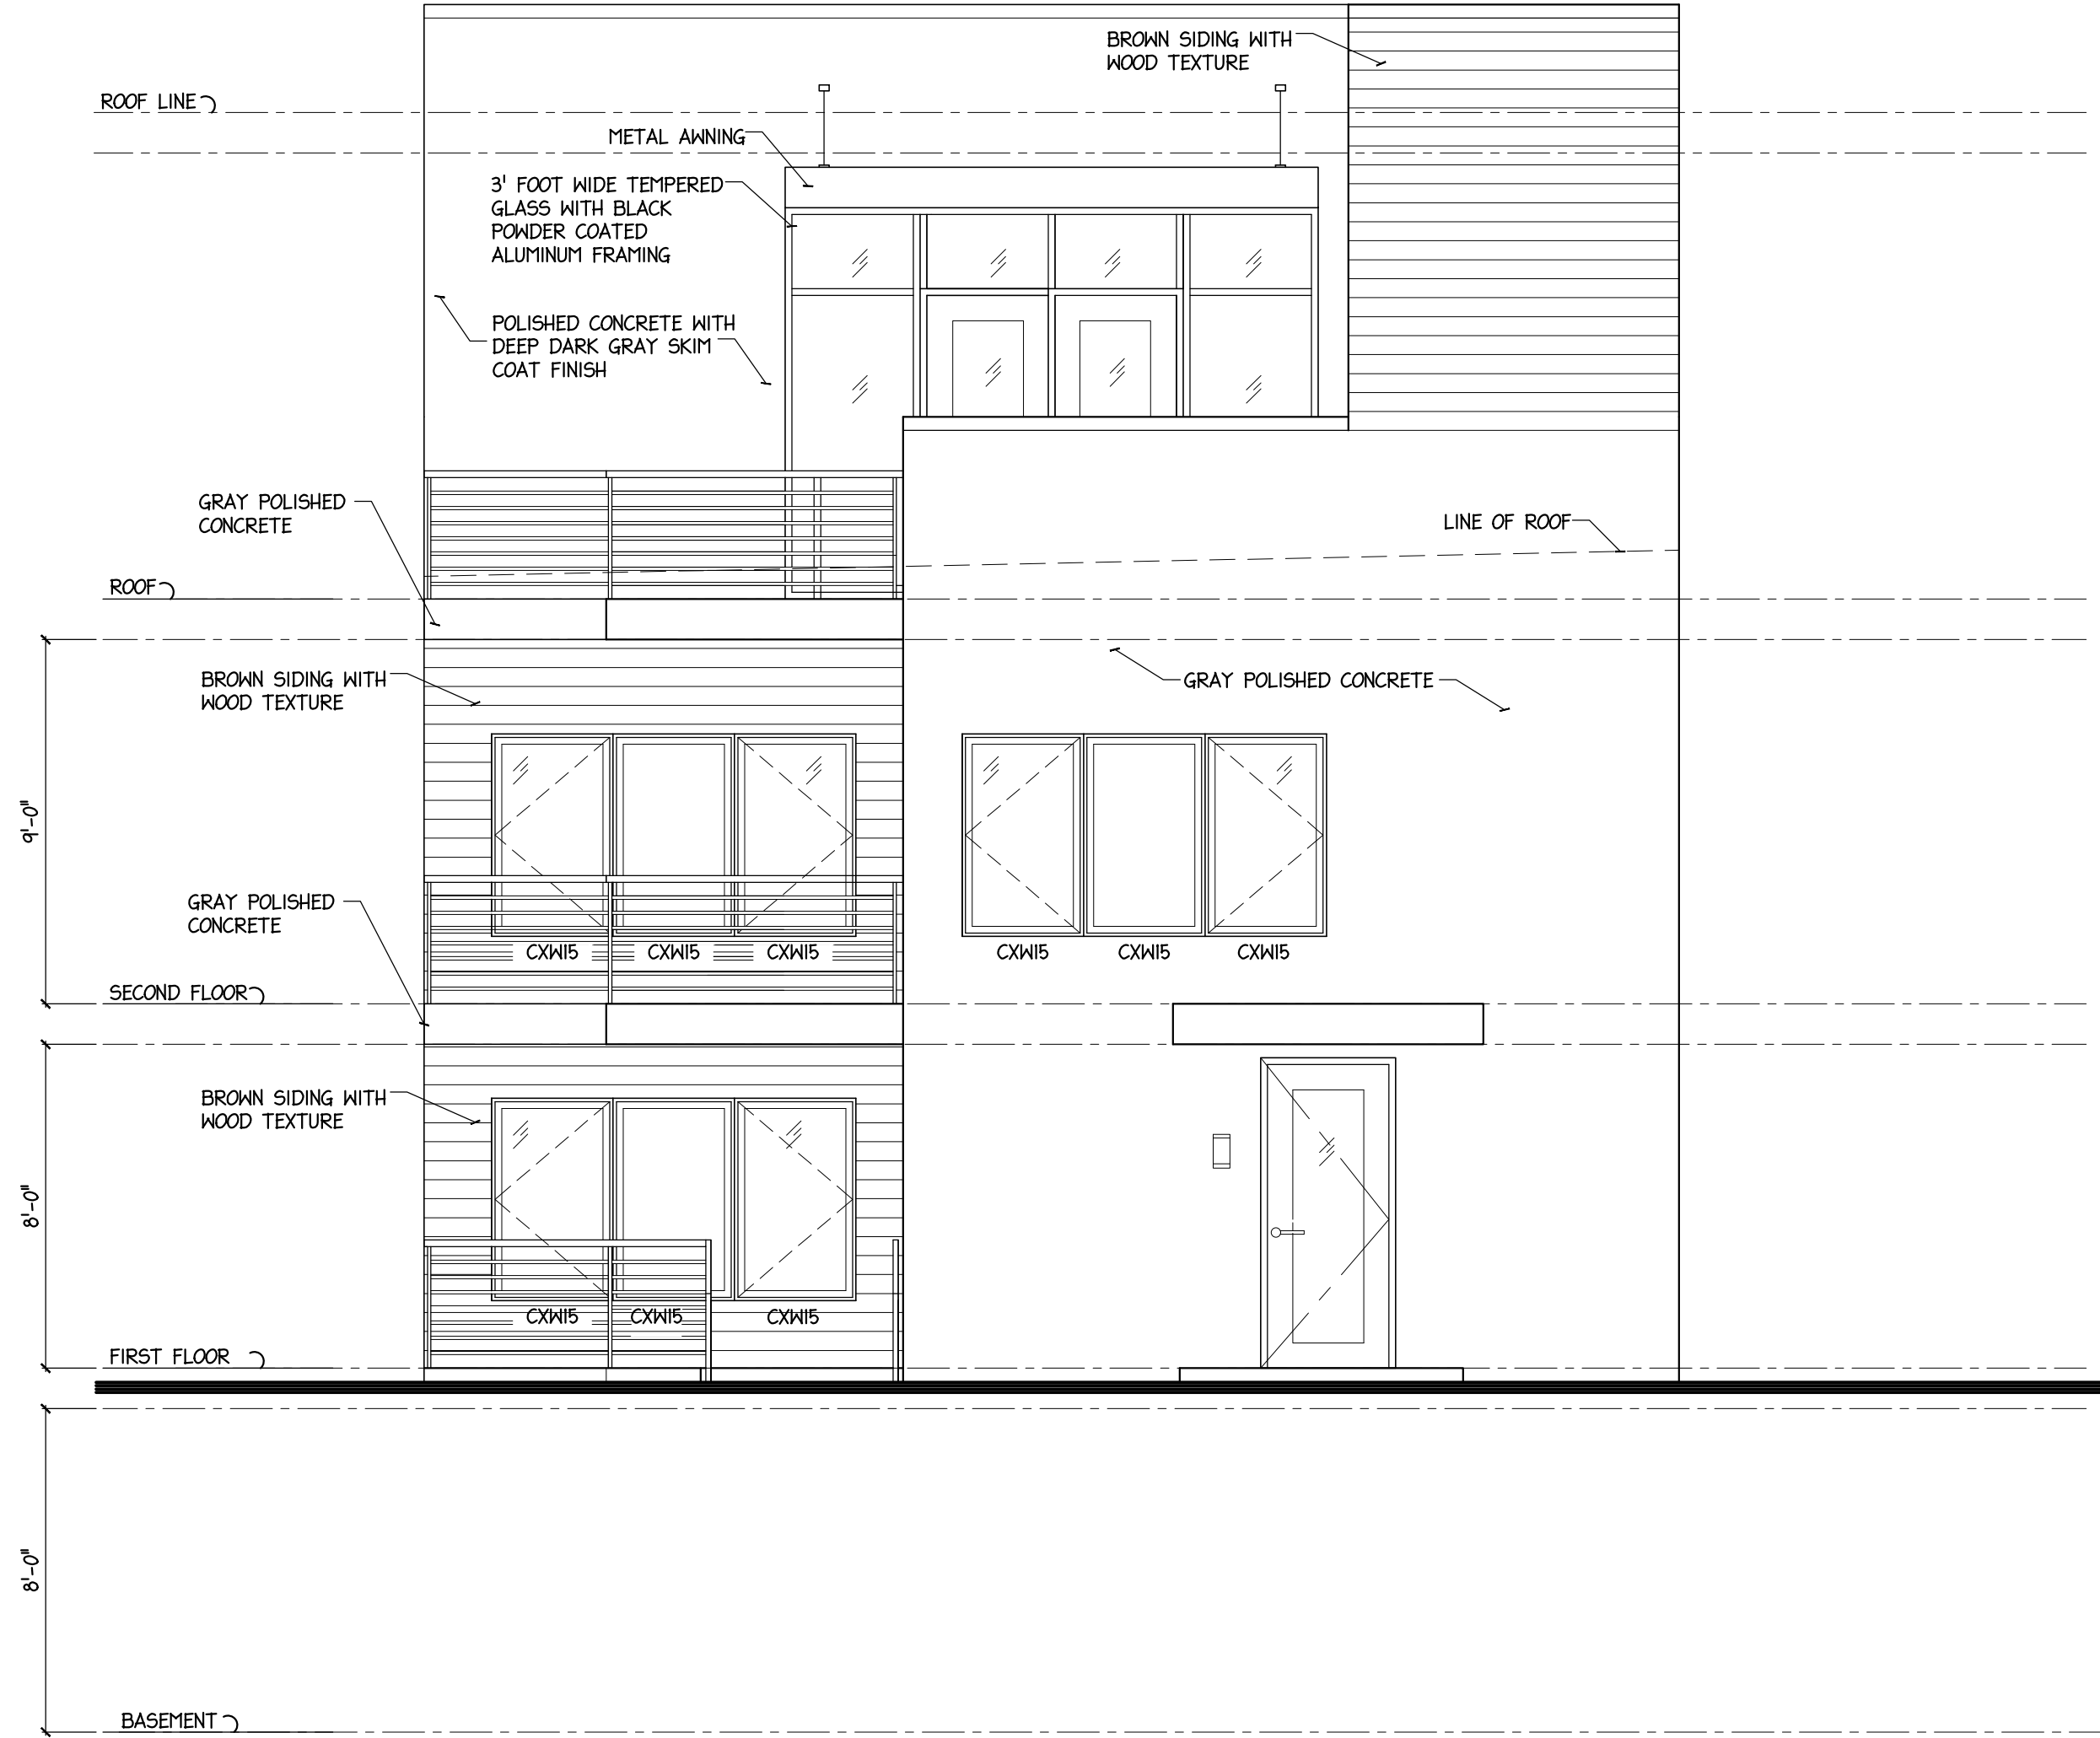 BROWN SIDING WITH
WOOD TEXTURE
ROOF LINE
METAL AWNING
3' FOOT WIDE TEMPERED
GLASS WITH BLACK
POWDER COATED
ALUMINUM FRAMING
POLISHED CONCRETE WITH
DEEP DARK GRAY SKIM
COAT FINISH
GRAY POLISHED
CONCRETE
LINE OF ROOF
ROOF
BROWN SIDING WITH
WOOD TEXTURE
GRAY POLISHED CONCRETE
9'-0"
GRAY POLISHED
CONCRETE
CXW15 CXW15 CXW15 CXW15 CXW15 CXW15
SECOND FLOOR
BROWN SIDING WITH
WOOD TEXTURE
8'-0"
CXW15 CXW15 CXW15
FIRST FLOOR
8'-0"
BASEMENT